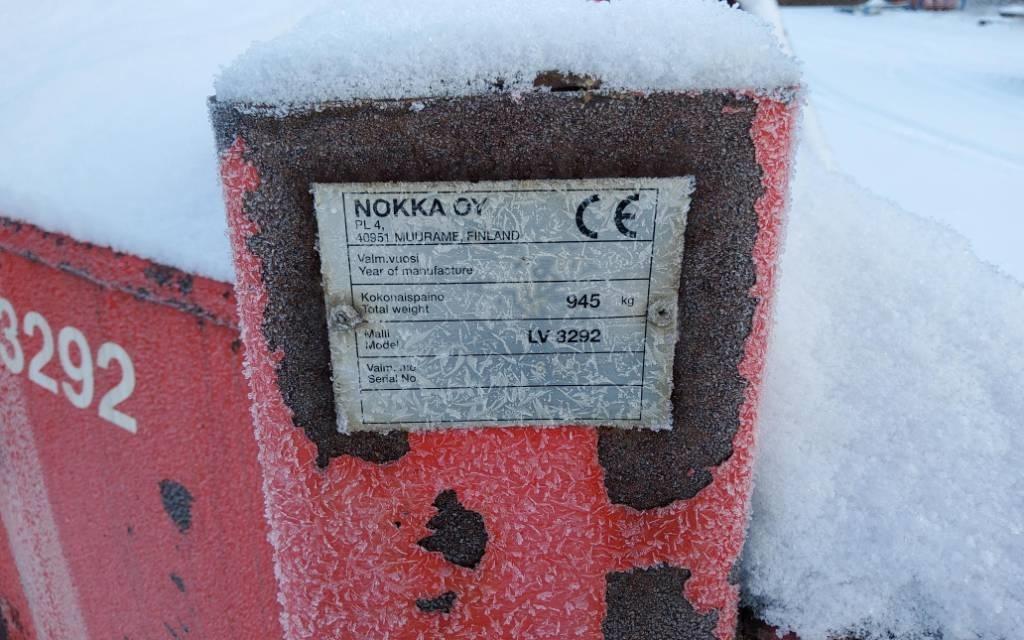 NOKKA OY
PL 4,
40951 MUURAME, FINLAND
CE
Valm.vuosi
Year of manufacture
Kokonaispaino
Total weight
945 kg
Malli
Model
LV 3292
Serial No
3292